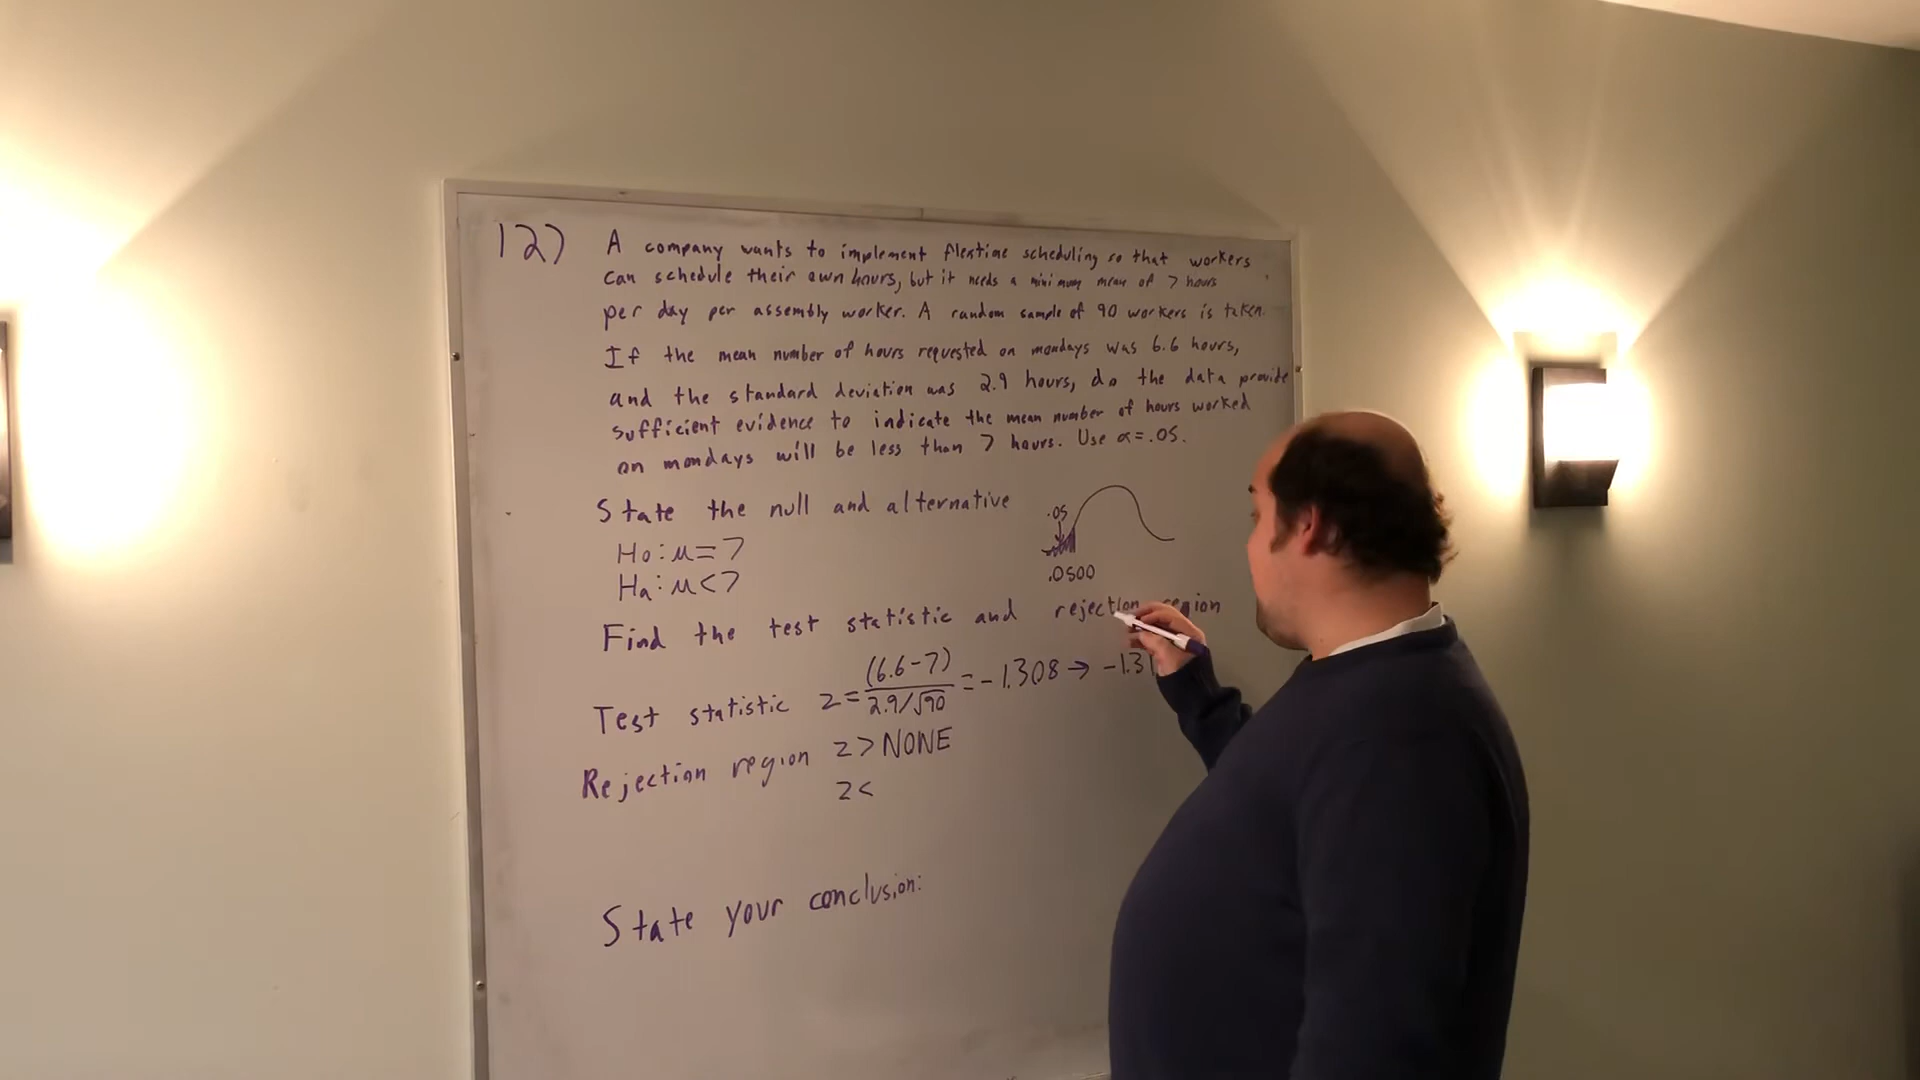 12) A company wants to implement flextime scheduling so that workers
can schedule their own hours, but it needs a minimum mean of 7 hours
per day per assembly worker. A random sample of 90 workers is taken.
If the mean number of hours requested on mondays was 6.6 hours,
and the standard deviation was 2.9 hours, do the data provide
sufficient evidence to indicate the mean number of hours worked
on mondays will be less than 7 hours. Use α=.05.
State the null and alternative
Ho: μ=7
Ha: μ<7
.05
.0500
Find the test statistic and rejection region
Test statistic z=(6.6-7)/(2.9/√90)=-1.308→-1.31
Rejection region z>NONE
z<
State your conclusion: